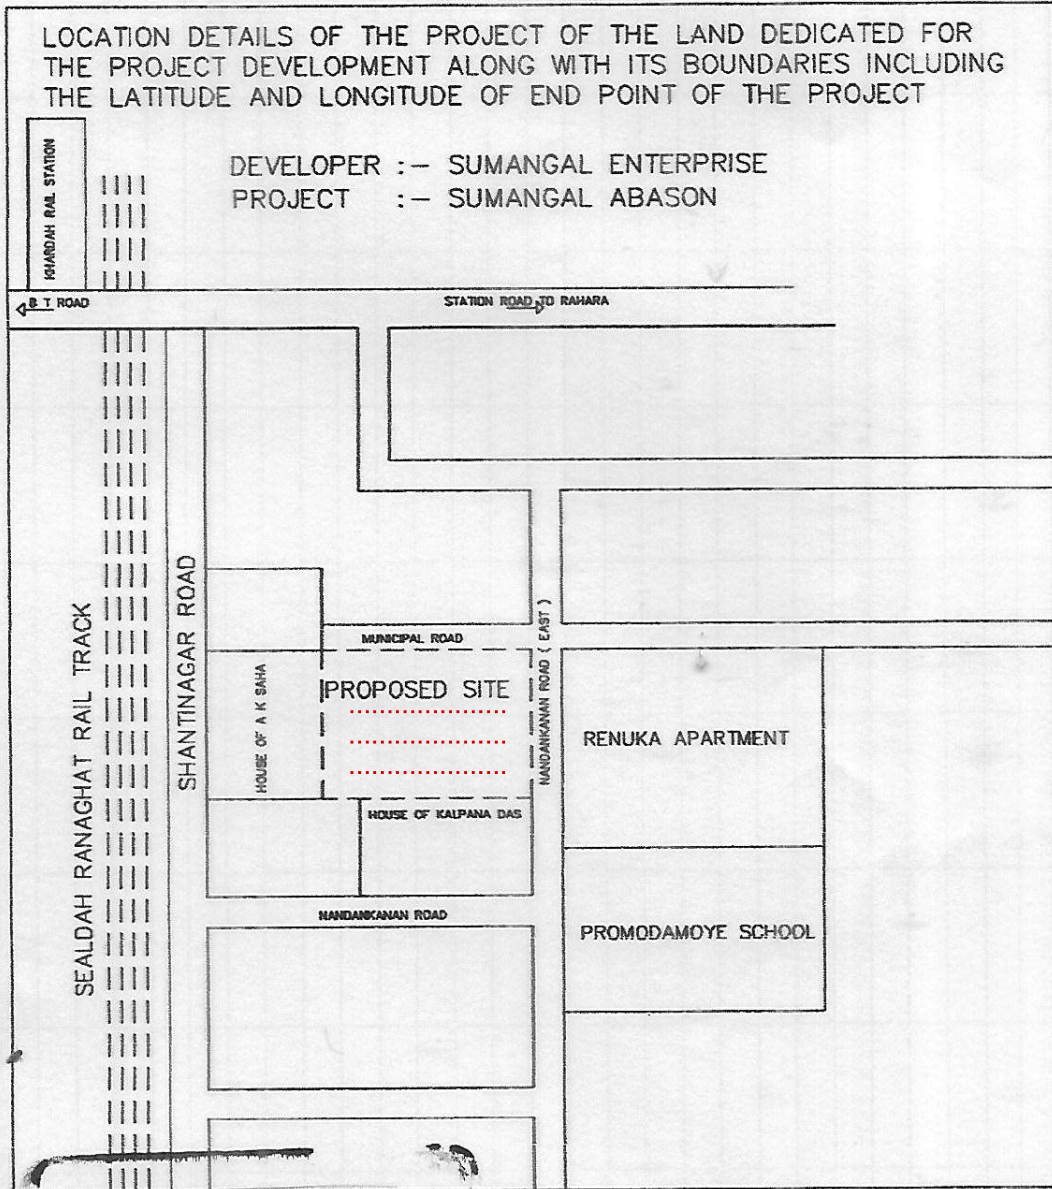 LOCATION DETAILS OF THE PROJECT OF THE LAND DEDICATED FOR
THE PROJECT DEVELOPMENT ALONG WITH ITS BOUNDARIES INCLUDING
THE LATITUDE AND LONGITUDE OF END POINT OF THE PROJECT
KHARDAH RAIL STATION
DEVELOPER :- SUMANGAL ENTERPRISE
PROJECT :- SUMANGAL ABASON
B T ROAD
STATION ROAD TO RAHARA
SEALDAH RANAGHAT RAIL TRACK
SHANTINAGAR ROAD
MUNICIPAL ROAD
HOUSE OF A K SAHA
PROPOSED SITE
NANDANKANAN ROAD ( EAST )
RENUKA APARTMENT
HOUSE OF KALPANA DAS
NANDANKANAN ROAD
PROMODAMOYE SCHOOL